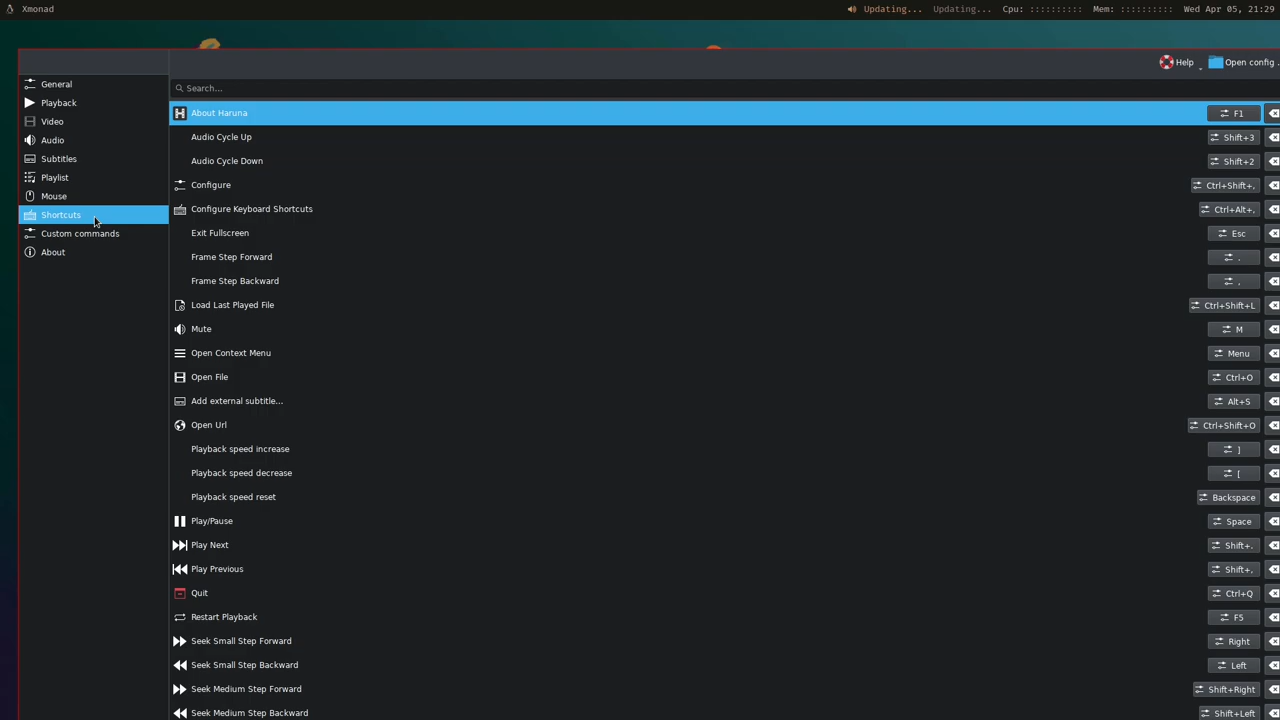 Xmonad Updating... Updating... Cpu: :::::::::: Mem: :::::::::: Wed Apr 05, 21:29
Help Open config
General
Playback
Video
Audio
Subtitles
Playlist
Mouse
Shortcuts
Custom commands
About
Search...
About Haruna F1
Audio Cycle Up Shift+3
Audio Cycle Down Shift+2
Configure Ctrl+Shift+,
Configure Keyboard Shortcuts Ctrl+Alt+,
Exit Fullscreen Esc
Frame Step Forward .
Frame Step Backward ,
Load Last Played File Ctrl+Shift+L
Mute M
Open Context Menu Menu
Open File Ctrl+O
Add external subtitle... Alt+S
Open Url Ctrl+Shift+O
Playback speed increase ]
Playback speed decrease [
Playback speed reset Backspace
Play/Pause Space
Play Next Shift+.
Play Previous Shift+,
Quit Ctrl+Q
Restart Playback F5
Seek Small Step Forward Right
Seek Small Step Backward Left
Seek Medium Step Forward Shift+Right
Seek Medium Step Backward Shift+Left